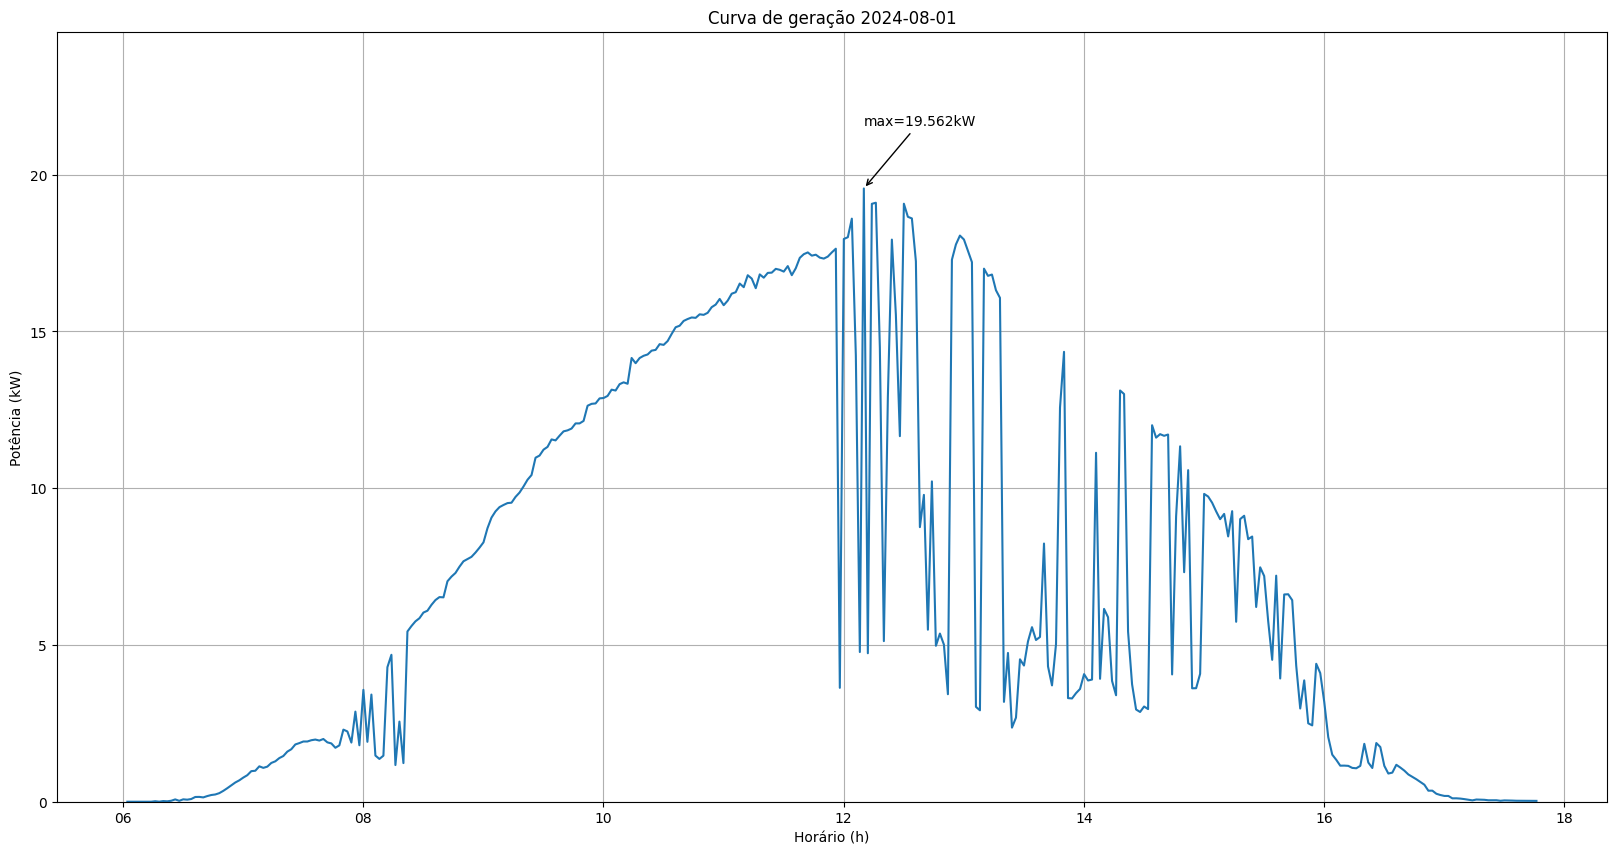 Curva de geração 2024-08-01
max=19.562kW
20
15
10
5
0
Potência (kW)
06 08 10 12 14 16 18
Horário (h)